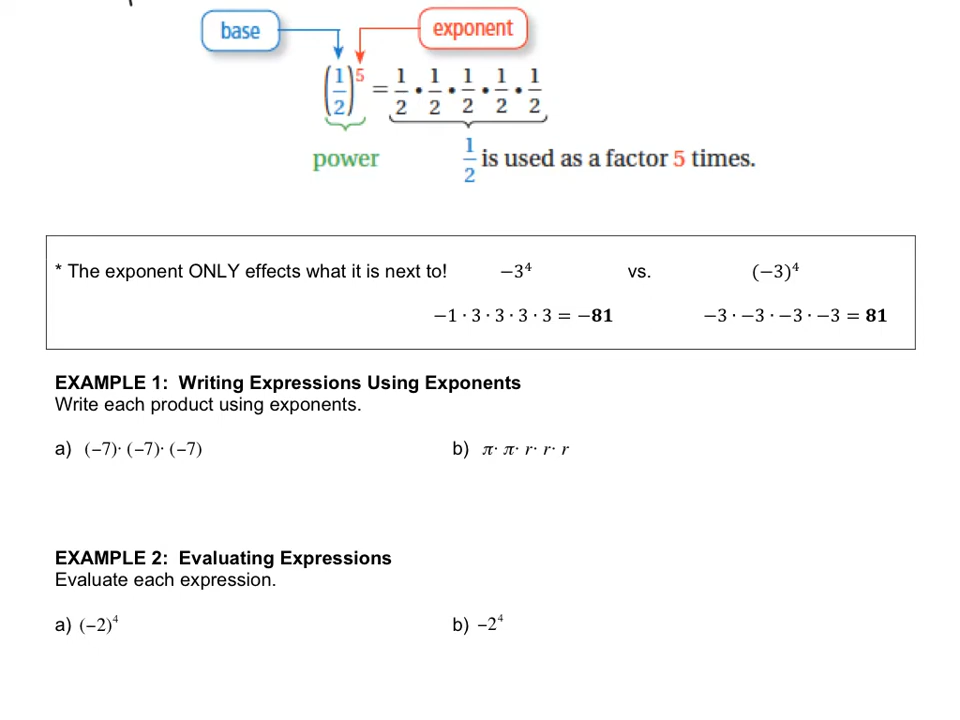 base exponent
(1/2)⁵ = 1/2 • 1/2 • 1/2 • 1/2 • 1/2
power 1/2 is used as a factor 5 times.
* The exponent ONLY effects what it is next to! −3⁴ vs. (−3)⁴
−1 · 3 · 3 · 3 · 3 = −81 −3 · −3 · −3 · −3 = 81
EXAMPLE 1: Writing Expressions Using Exponents
Write each product using exponents.
a) (−7)· (−7)· (−7) b) π· π· r· r· r
EXAMPLE 2: Evaluating Expressions
Evaluate each expression.
a) (−2)⁴ b) −2⁴